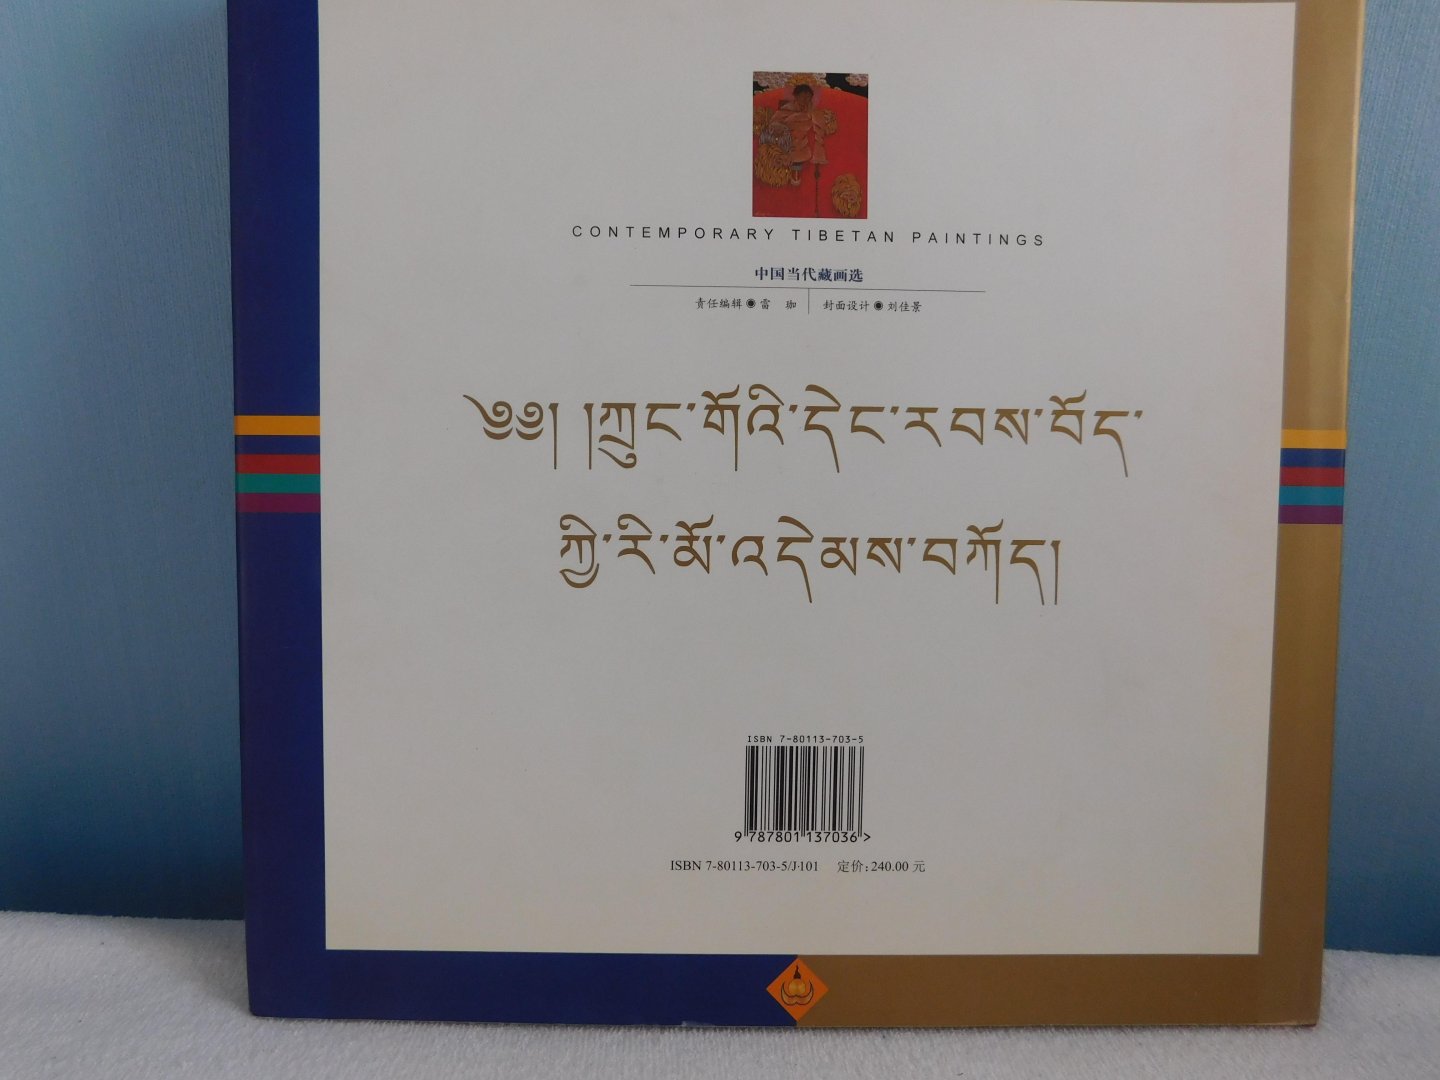 CONTEMPORARY TIBETAN PAINTINGS
中国当代藏画选
责任编辑◉雷 珈 封面设计◉刘佳景
༄༅། །ཀྲུང་གོའི་དེང་རབས་བོད་
ཀྱི་རི་མོ་འདེམས་བཀོད།
ISBN 7-80113-703-5
9 787801 137036 >
ISBN 7-80113-703-5/J·101 定价:240.00 元